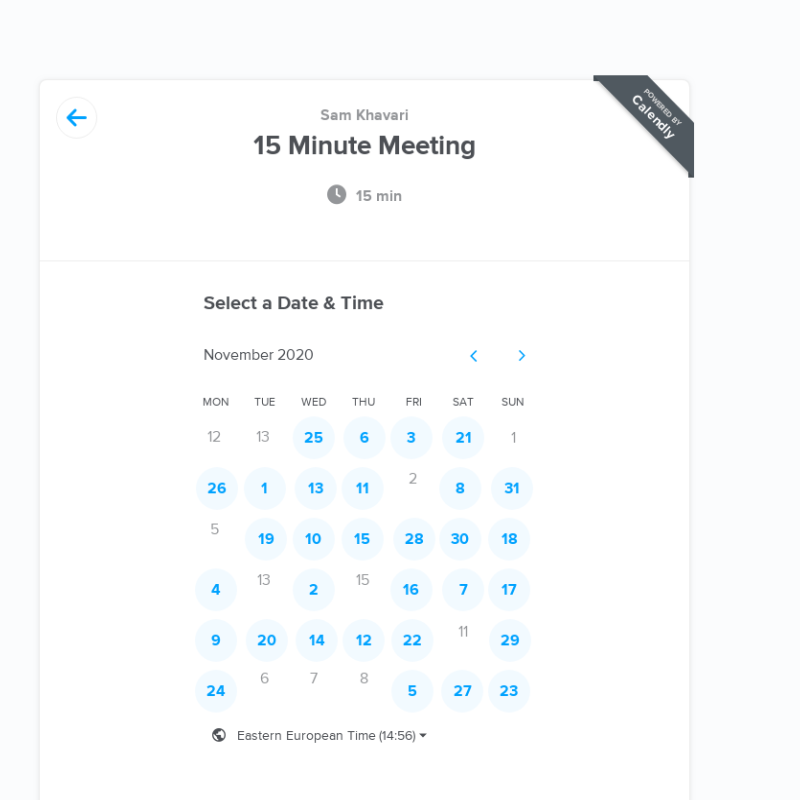 POWERED BY
Calendly
Sam Khavari
15 Minute Meeting
15 min
Select a Date & Time
November 2020
MON TUE WED THU FRI SAT SUN
12 13 25 6 3 21 1
26 1 13 11 2 8 31
5 19 10 15 28 30 18
4 13 2 15 16 7 17
9 20 14 12 22 11 29
24 6 7 8 5 27 23
Eastern European Time (14:56)